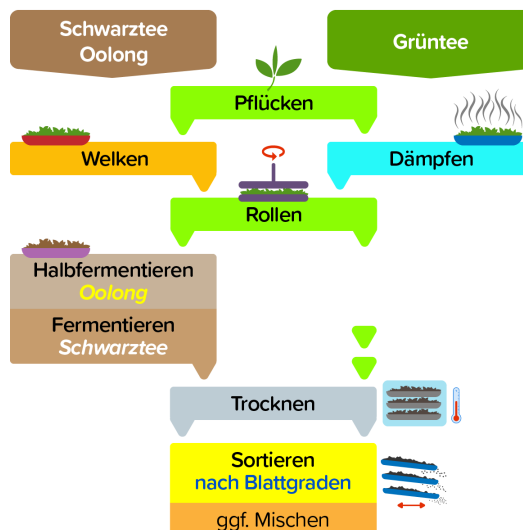 Schwarztee
Oolong
Grüntee
Pflücken
Welken
Dämpfen
Rollen
Halbfermentieren
Oolong
Fermentieren
Schwarztee
Trocknen
Sortieren
nach Blattgraden
ggf. Mischen